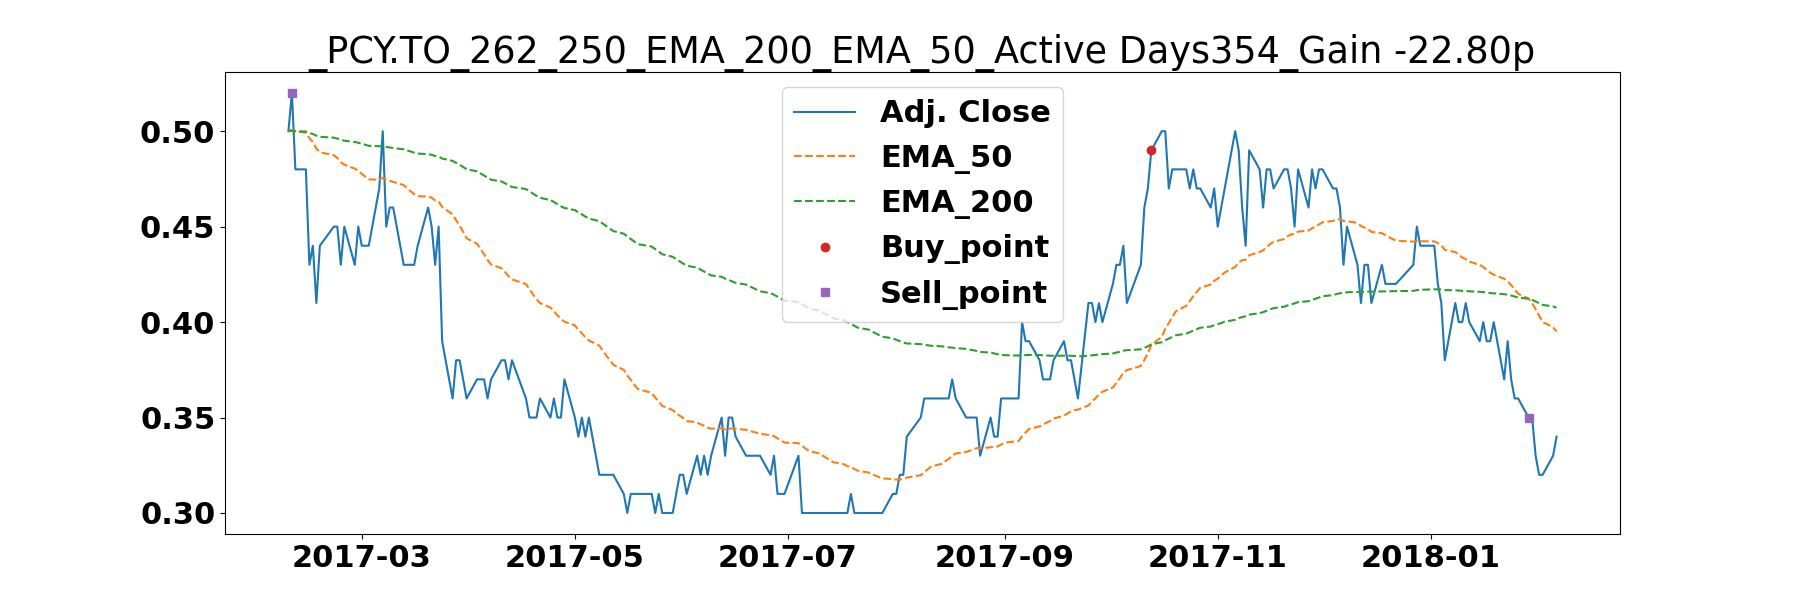 _PCY.TO_262_250_EMA_200_EMA_50_Active Days354_Gain -22.80p
Adj. Close
EMA_50
EMA_200
Buy_point
Sell_point
0.50
0.45
0.40
0.35
0.30
2017-03 2017-05 2017-07 2017-09 2017-11 2018-01